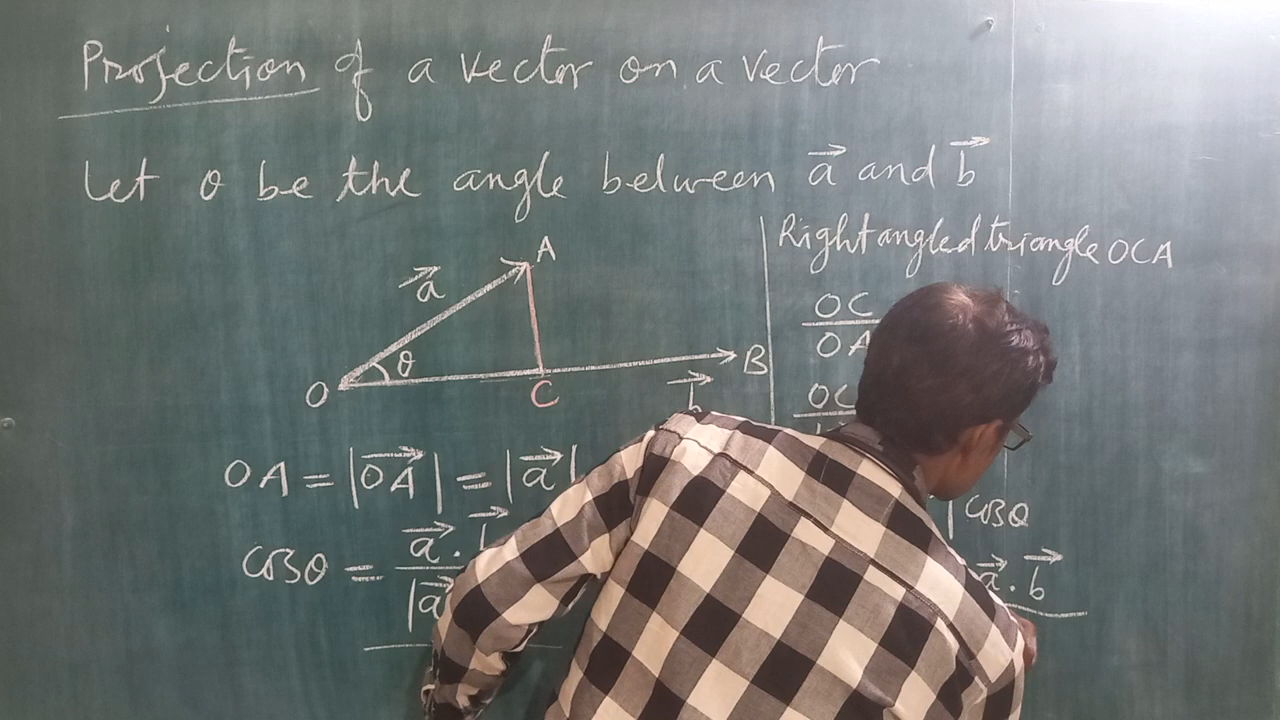 Projection of a vector on a vector
Let θ be the angle between a⃗ and b⃗
A
a⃗
θ
O
C
B
OA = |OA⃗| = |a⃗|
cosθ = a⃗ .
|a⃗
Right angled triangle OCA
OC
OA
OC
| cosθ
a⃗ . b⃗